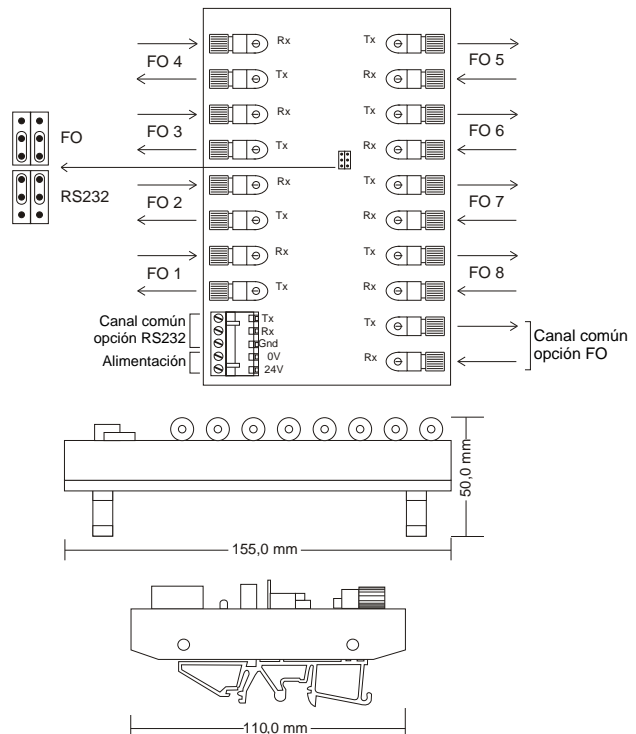 Rx
Tx
FO 4
FO 5
Tx
Rx
Rx
Tx
FO
FO 3
FO 6
Tx
Rx
RS232
Rx
Tx
FO 2
FO 7
Tx
Rx
Rx
Tx
FO 1
FO 8
Tx
Rx
Canal común
opción RS232
Tx
Rx
Gnd
Tx
Canal común
opción FO
Alimentación
0V
24V
Rx
50,0 mm
155,0 mm
110,0 mm